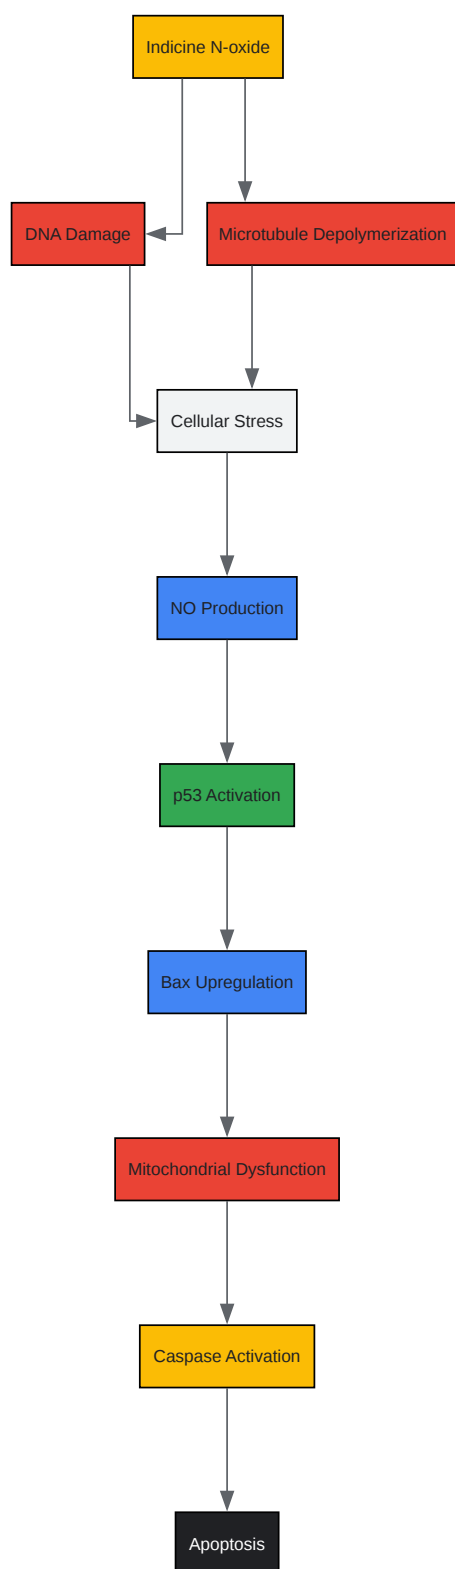 Indicine N-oxide
DNA Damage
Microtubule Depolymerization
Cellular Stress
NO Production
p53 Activation
Bax Upregulation
Mitochondrial Dysfunction
Caspase Activation
Apoptosis